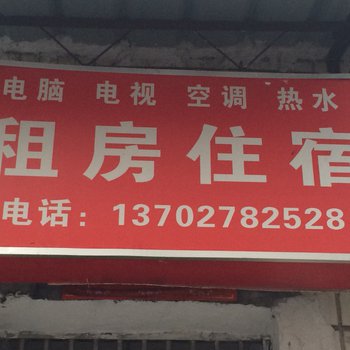 电脑 电视 空调 热水
租房住宿
电话：13702782528